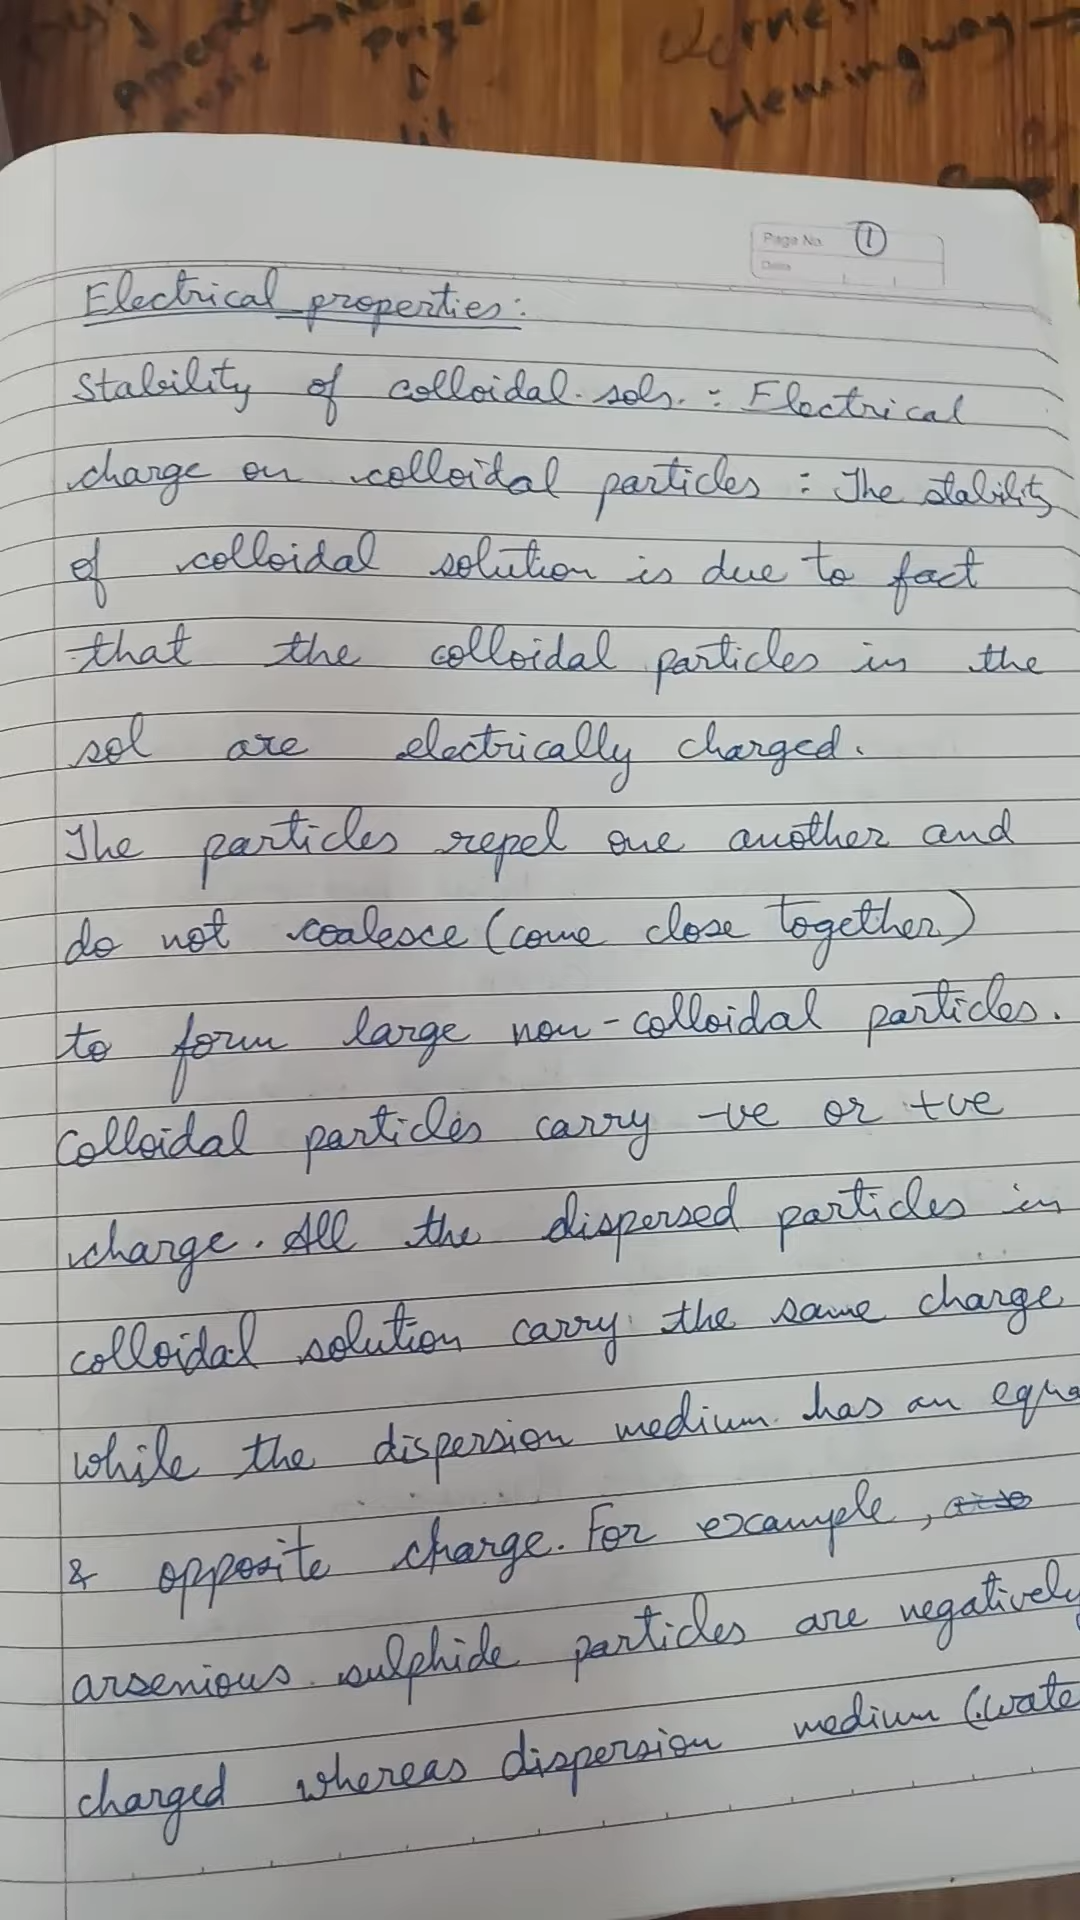 Prize
Hemingway →
Page No. 1
Date
Electrical properties:
Stability of colloidal sols. : Electrical
charge on colloidal particles : The stability
of colloidal solution is due to fact
that the colloidal particles in the
sol are electrically charged.
The particles repel one another and
do not coalesce (come close together)
to form large non-colloidal particles.
Colloidal particles carry -ve or +ve
charge. All the dispersed particles in
colloidal solution carry the same charge
while the dispersion medium has an equa
& opposite charge. For example,
arsenious sulphide particles are negatively
charged whereas dispersion medium (wate